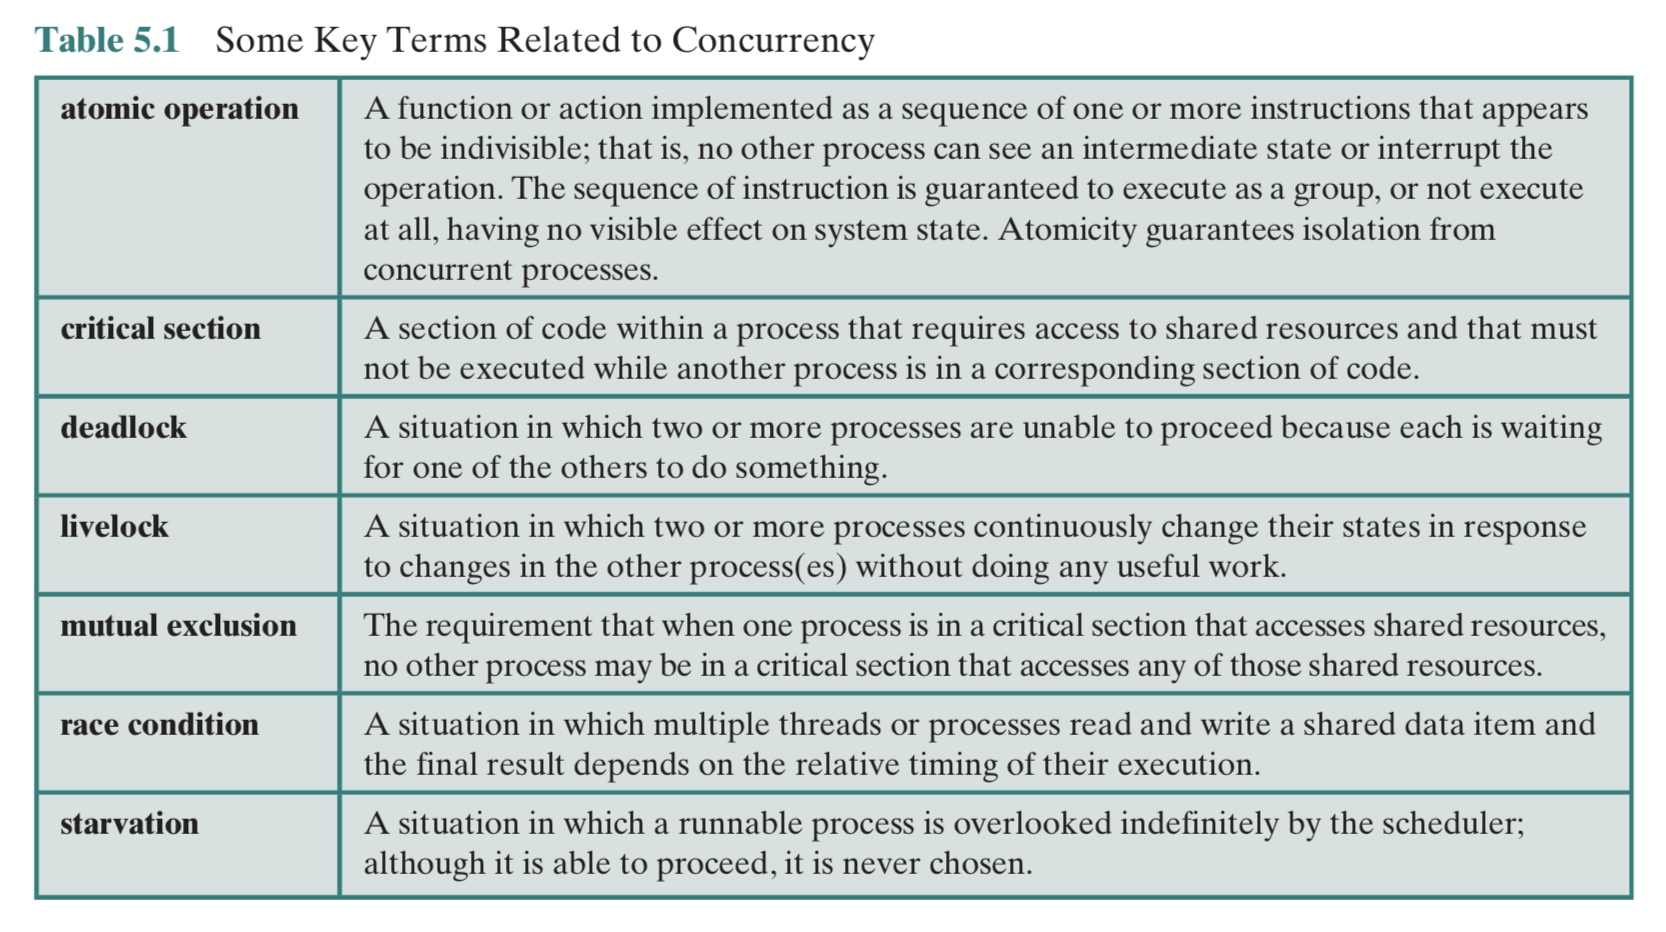 Table 5.1 Some Key Terms Related to Concurrency
atomic operation A function or action implemented as a sequence of one or more instructions that appears
to be indivisible; that is, no other process can see an intermediate state or interrupt the
operation. The sequence of instruction is guaranteed to execute as a group, or not execute
at all, having no visible effect on system state. Atomicity guarantees isolation from
concurrent processes.
critical section A section of code within a process that requires access to shared resources and that must
not be executed while another process is in a corresponding section of code.
deadlock A situation in which two or more processes are unable to proceed because each is waiting
for one of the others to do something.
livelock A situation in which two or more processes continuously change their states in response
to changes in the other process(es) without doing any useful work.
mutual exclusion The requirement that when one process is in a critical section that accesses shared resources,
no other process may be in a critical section that accesses any of those shared resources.
race condition A situation in which multiple threads or processes read and write a shared data item and
the final result depends on the relative timing of their execution.
starvation A situation in which a runnable process is overlooked indefinitely by the scheduler;
although it is able to proceed, it is never chosen.